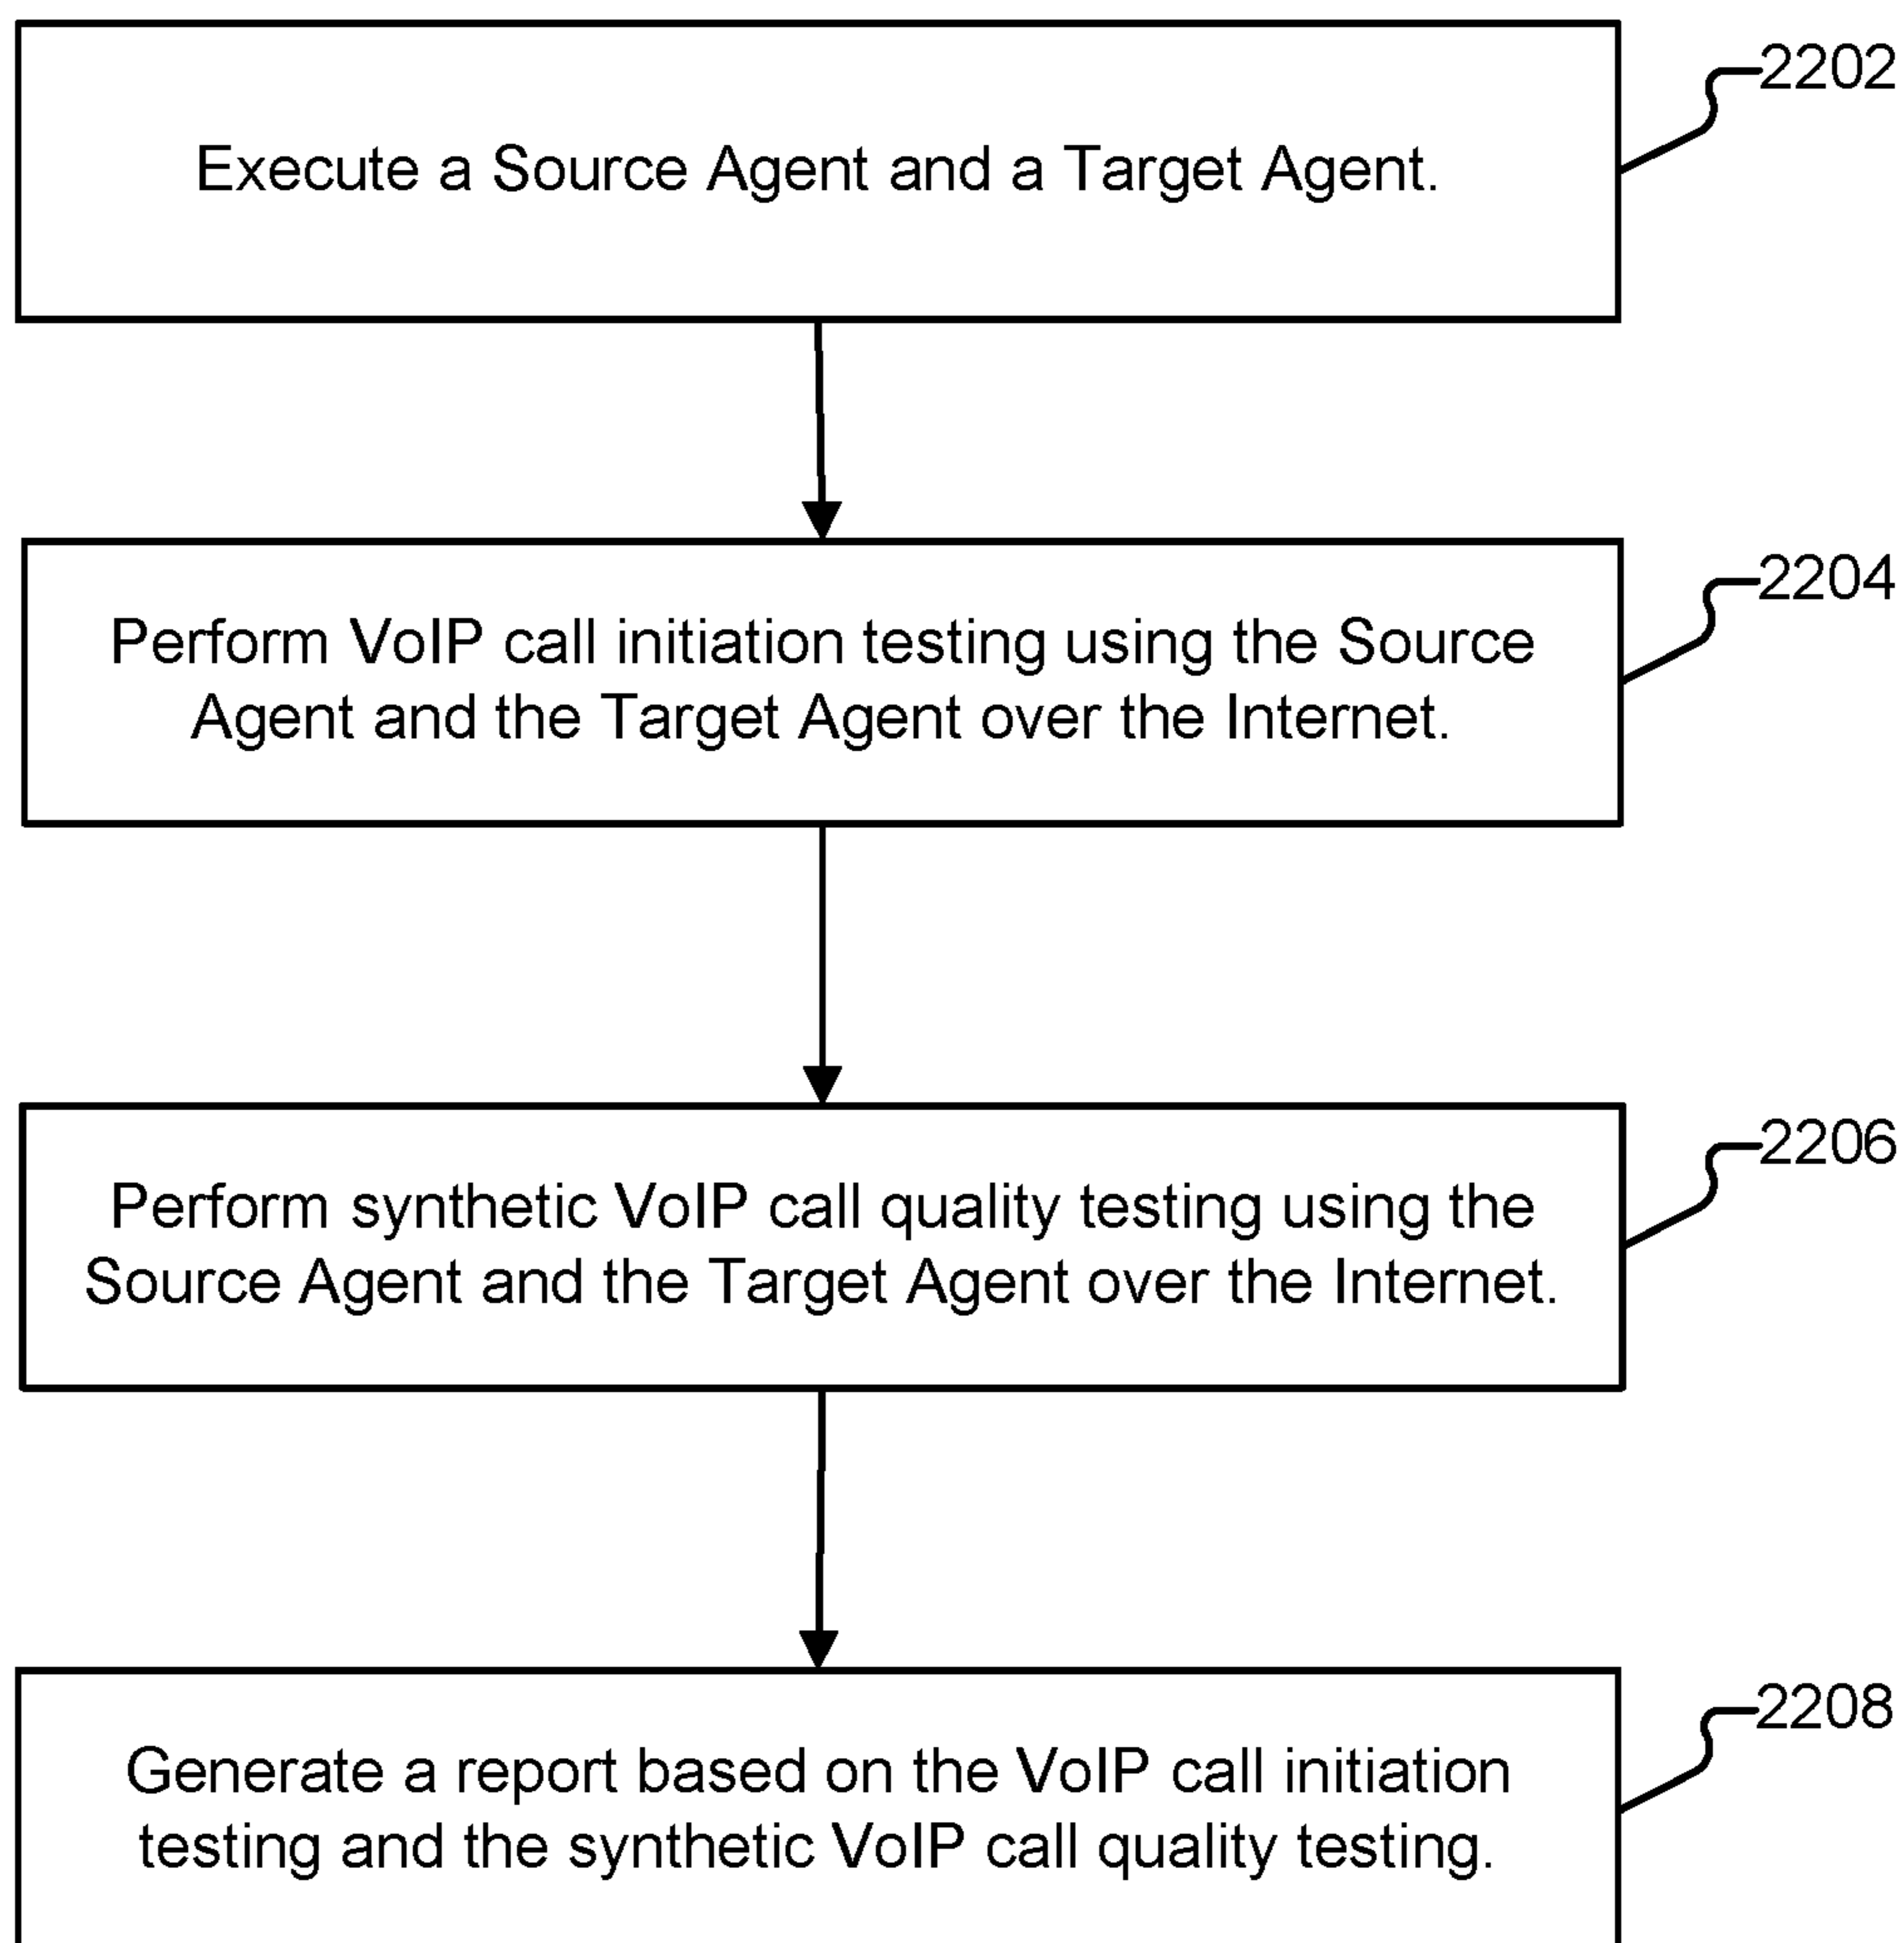 2202
Execute a Source Agent and a Target Agent.
2204
Perform VoIP call initiation testing using the Source
Agent and the Target Agent over the Internet.
2206
Perform synthetic VoIP call quality testing using the
Source Agent and the Target Agent over the Internet.
2208
Generate a report based on the VoIP call initiation
testing and the synthetic VoIP call quality testing.